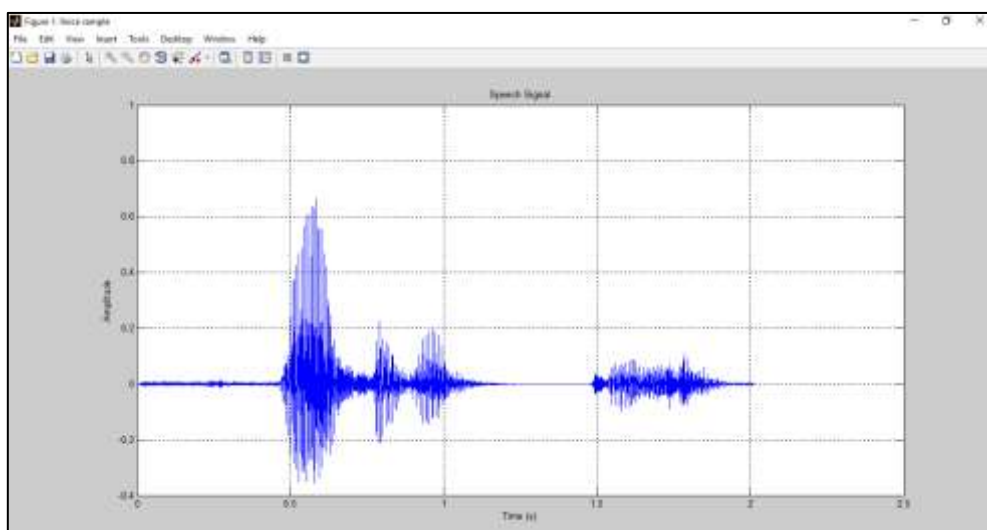 Figure 1: Voice sample
File Edit View Insert Tools Desktop Window Help
Speech Signal
1
0.8
0.6
0.4
0.2
0
-0.2
-0.4
Amplitude
0 0.5 1 1.5 2 2.5
Time (s)